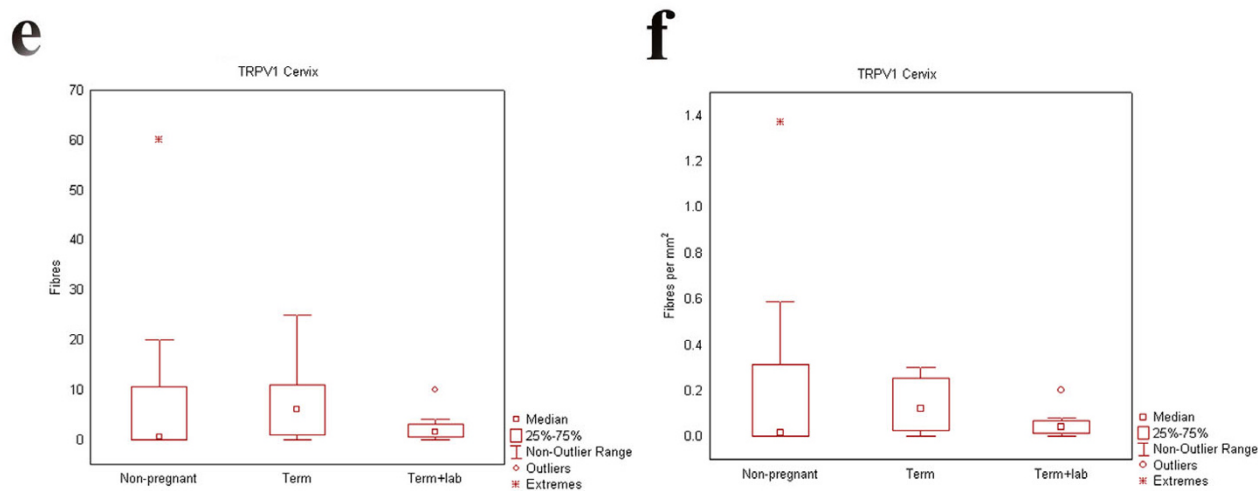 e
TRPV1 Cervix
Fibres
70
60
50
40
30
20
10
0
Non-pregnant
Term
Term+lab
Median
25%-75%
Non-Outlier Range
Outliers
Extremes
f
TRPV1 Cervix
Fibres per mm²
1.4
1.2
1.0
0.8
0.6
0.4
0.2
0.0
Non-pregnant
Term
Term+lab
Median
25%-75%
Non-Outlier Range
Outliers
Extremes